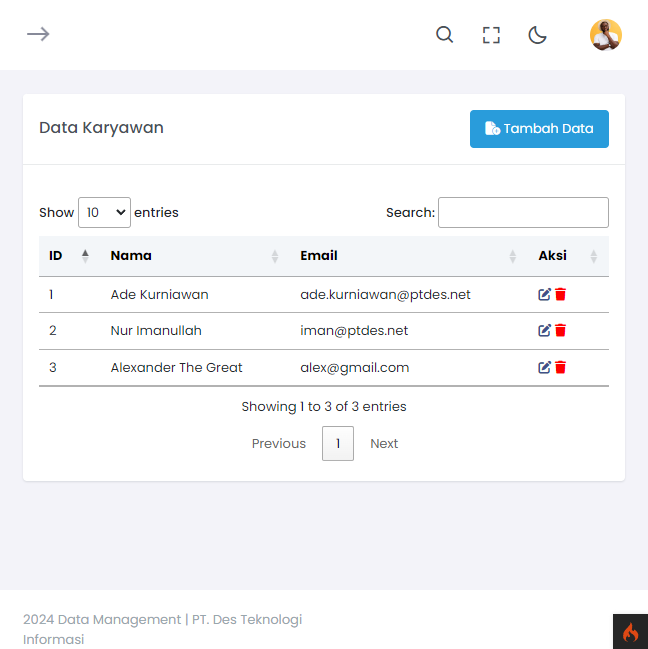 Data Karyawan
Tambah Data
Show 10 entries
Search:
ID Nama Email Aksi
1 Ade Kurniawan ade.kurniawan@ptdes.net
2 Nur Imanullah iman@ptdes.net
3 Alexander The Great alex@gmail.com
Showing 1 to 3 of 3 entries
Previous 1 Next
2024 Data Management | PT. Des Teknologi
Informasi